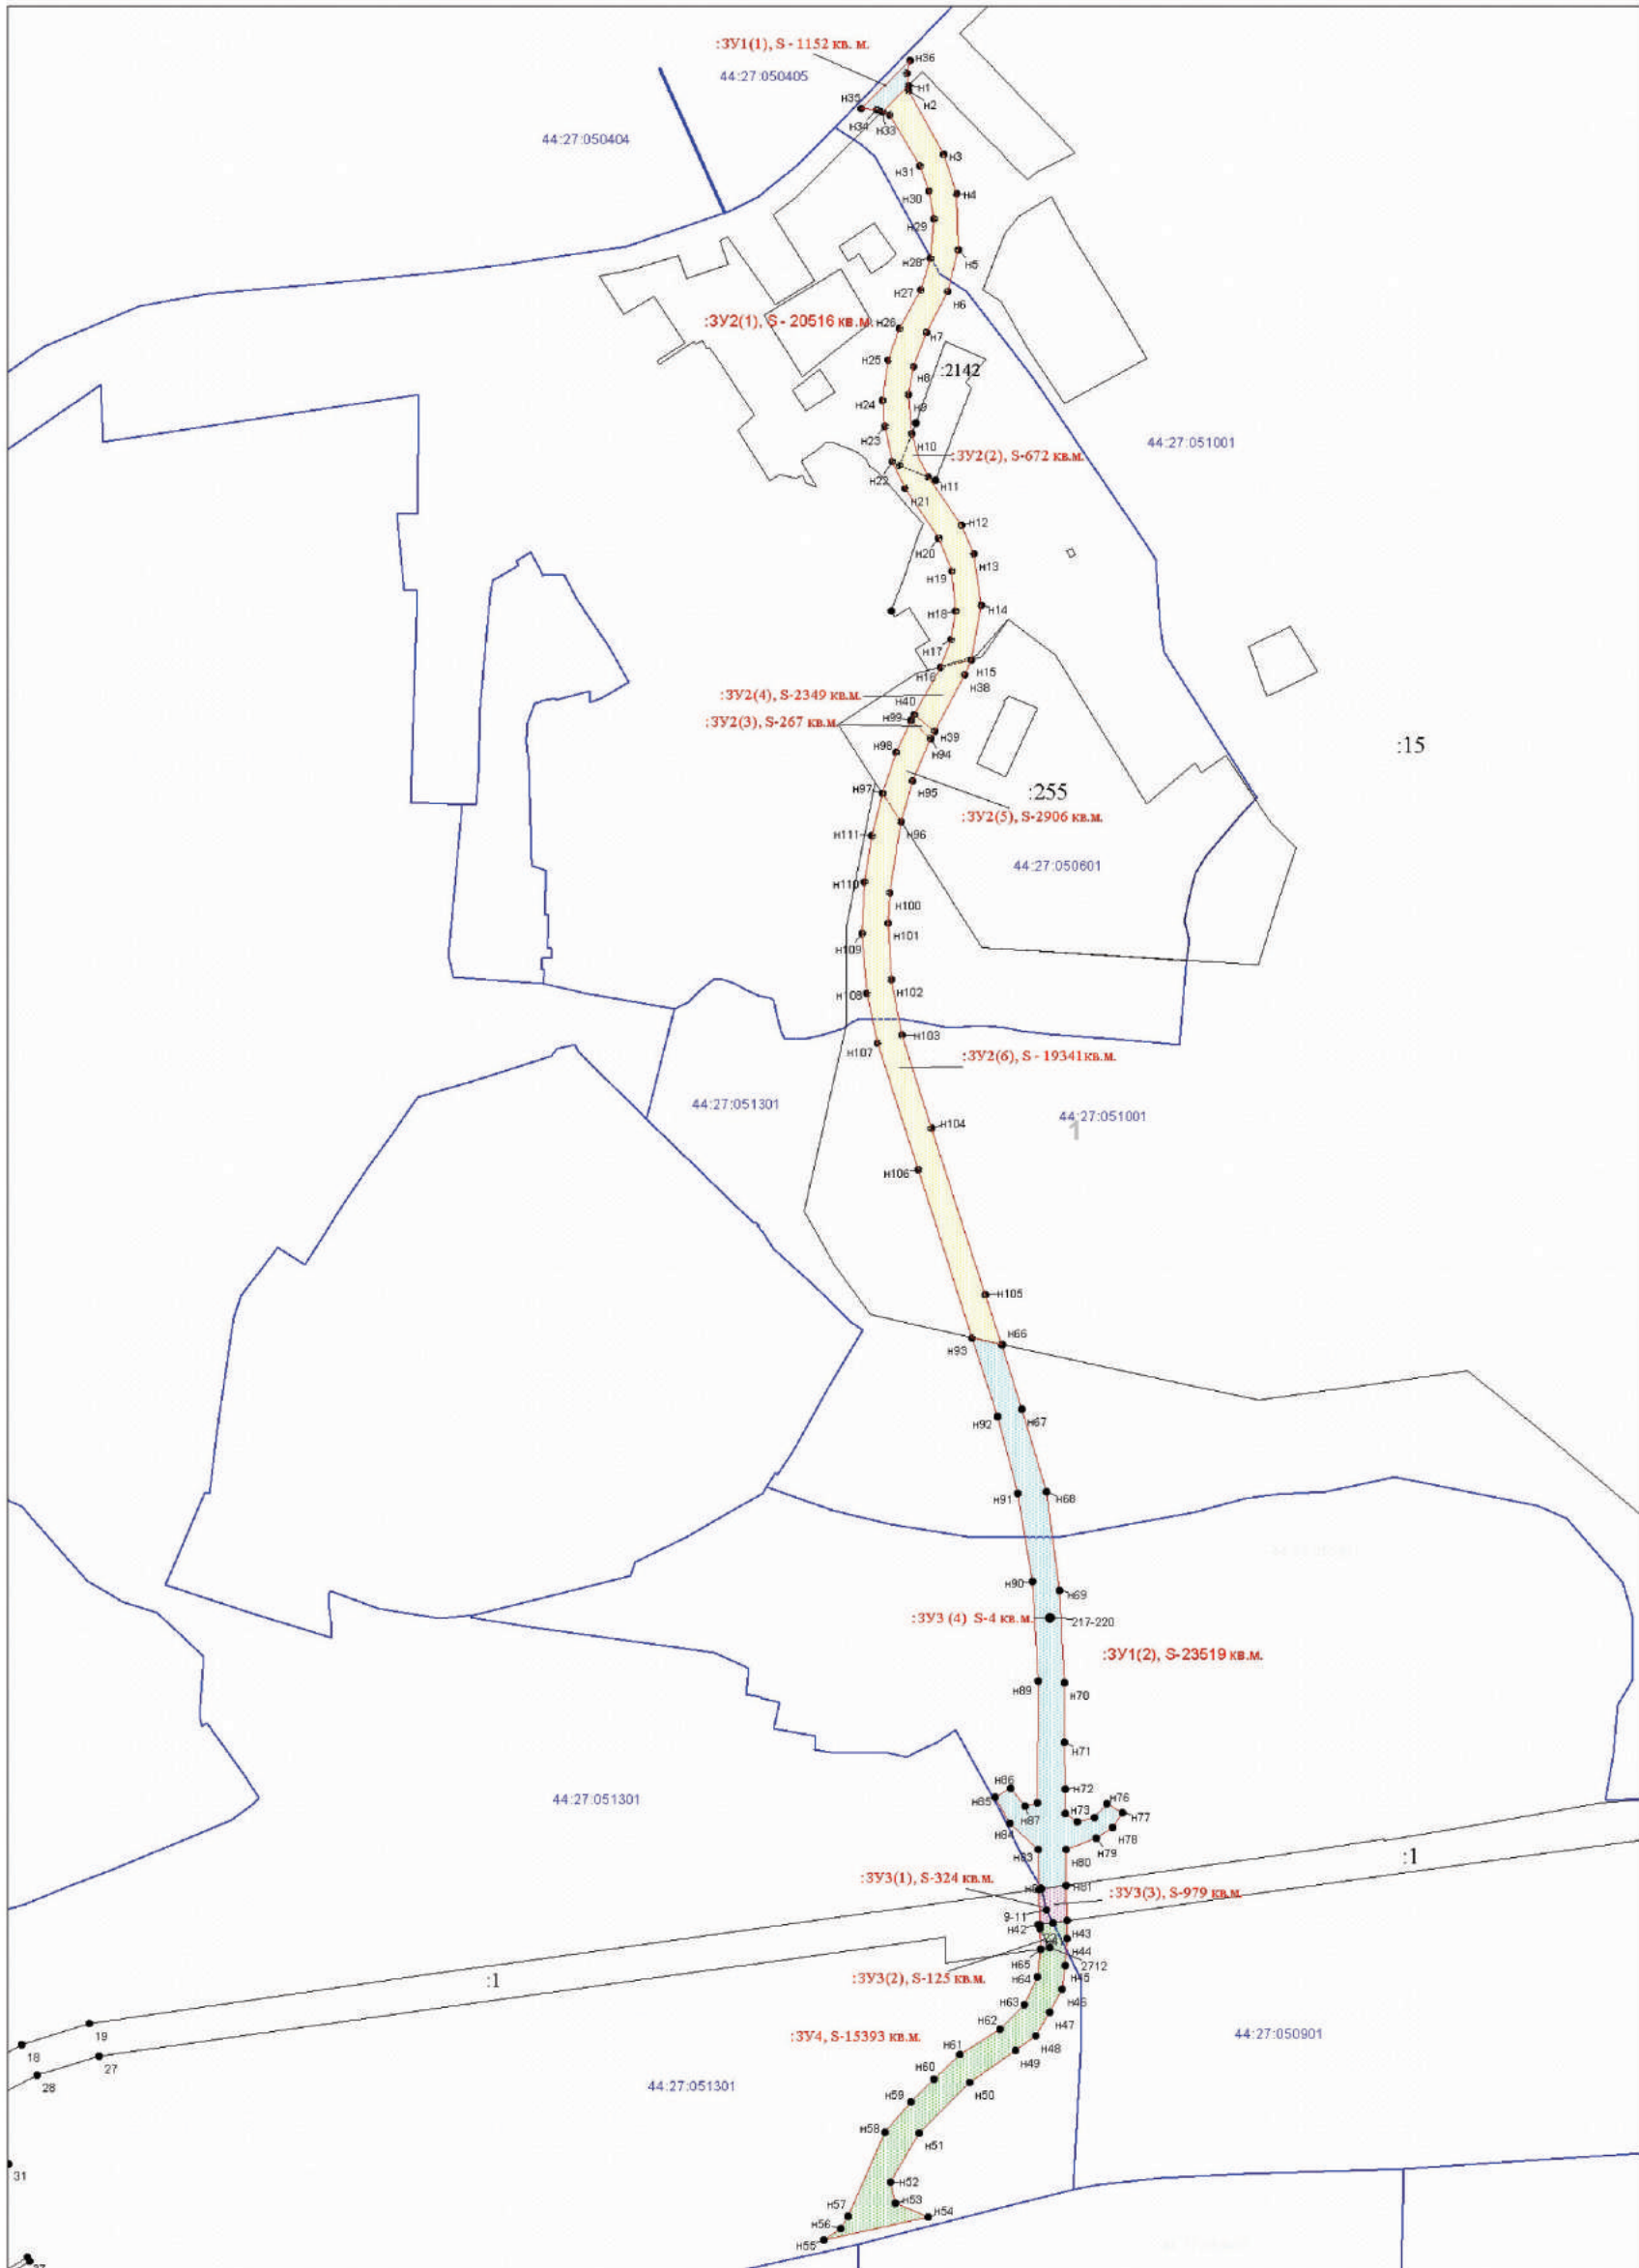 :ЗУ1(1), S - 1152 кв. м.
н36
44:27:050405
н1
н35
н2
н34
н33
44:27:050404
н3
н31
н4
н30
н29
н5
н28
н27
н6
:ЗУ2(1), S - 20516 кв.м.
н26
н7
н25
н8
:2142
н24
н9
н23
н10
44:27:051001
:ЗУ2(2), S-672 кв.м.
н22
н11
н21
н12
н20
н13
н19
н18
н14
н17
н15
н16
н38
:ЗУ2(4), S-2349 кв.м.
н40
н99
:ЗУ2(3), S-267 кв.м.
н39
н98
н94
:15
н97
н95
:255
:ЗУ2(5), S-2906 кв.м.
н111
н96
44:27:050601
н110
н100
н101
н109
н108
н102
н103
н107
:ЗУ2(6), S - 19341кв.м.
44:27:051301
44:27:051001
1
н104
н106
н105
н66
н93
н92
н67
н91
н68
н90
н69
:ЗУ3 (4) S-4 кв.м.
217-220
:ЗУ1(2), S-23519 кв.м.
н89
н70
н71
н86
н72
44:27:051301
н85
н76
н87
н73
н77
н84
н78
н79
н83
н80
:1
:ЗУ3(1), S-324 кв.м.
н81
:ЗУ3(3), S-979 кв.м.
9-11
н42
н43
н44
н65
2712
:1
:ЗУ3(2), S-125 кв.м.
н64
н45
н46
н63
19
н62
н47
:ЗУ4, S-15393 кв.м.
44:27:050901
н48
18
н61
н49
27
н60
28
44:27:051301
н50
н59
н58
н51
31
н52
н53
н57
н54
н56
н55